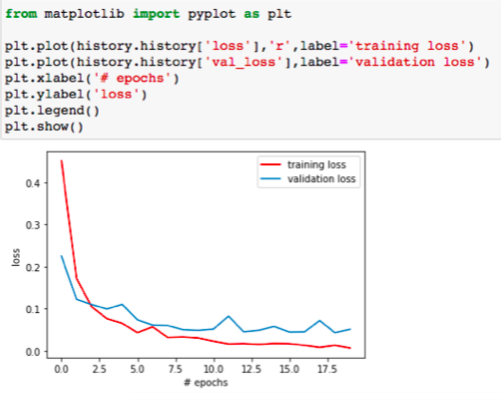 from matplotlib import pyplot as plt
plt.plot(history.history['loss'],'r',label='training loss')
plt.plot(history.history['val_loss'],label='validation loss')
plt.xlabel('# epochs')
plt.ylabel('loss')
plt.legend()
plt.show()
training loss
validation loss
0.4
0.3
0.2
0.1
0.0
loss
0.0 2.5 5.0 7.5 10.0 12.5 15.0 17.5
# epochs